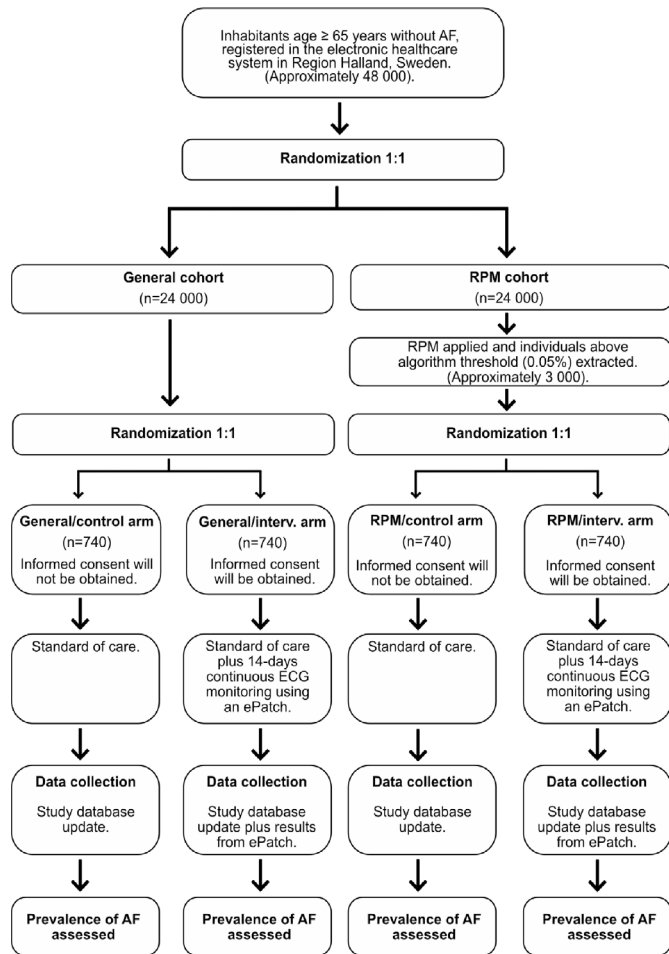 Inhabitants age ≥ 65 years without AF,
registered in the electronic healthcare
system in Region Halland, Sweden.
(Approximately 48 000).
Randomization 1:1
General cohort
(n=24 000)
RPM cohort
(n=24 000)
RPM applied and individuals above
algorithm threshold (0.05%) extracted.
(Approximately 3 000).
Randomization 1:1
Randomization 1:1
General/control arm
(n=740)
Informed consent will
not be obtained.
General/interv. arm
(n=740)
Informed consent
will be obtained.
RPM/control arm
(n=740)
Informed consent will
not be obtained.
RPM/interv. arm
(n=740)
Informed consent
will be obtained.
Standard of care.
Standard of care
plus 14-days
continuous ECG
monitoring using
an ePatch.
Standard of care.
Standard of care
plus 14-days
continuous ECG
monitoring using
an ePatch.
Data collection
Study database
update.
Data collection
Study database
update plus results
from ePatch.
Data collection
Study database
update.
Data collection
Study database
update plus results
from ePatch.
Prevalence of AF
assessed
Prevalence of AF
assessed
Prevalence of AF
assessed
Prevalence of AF
assessed